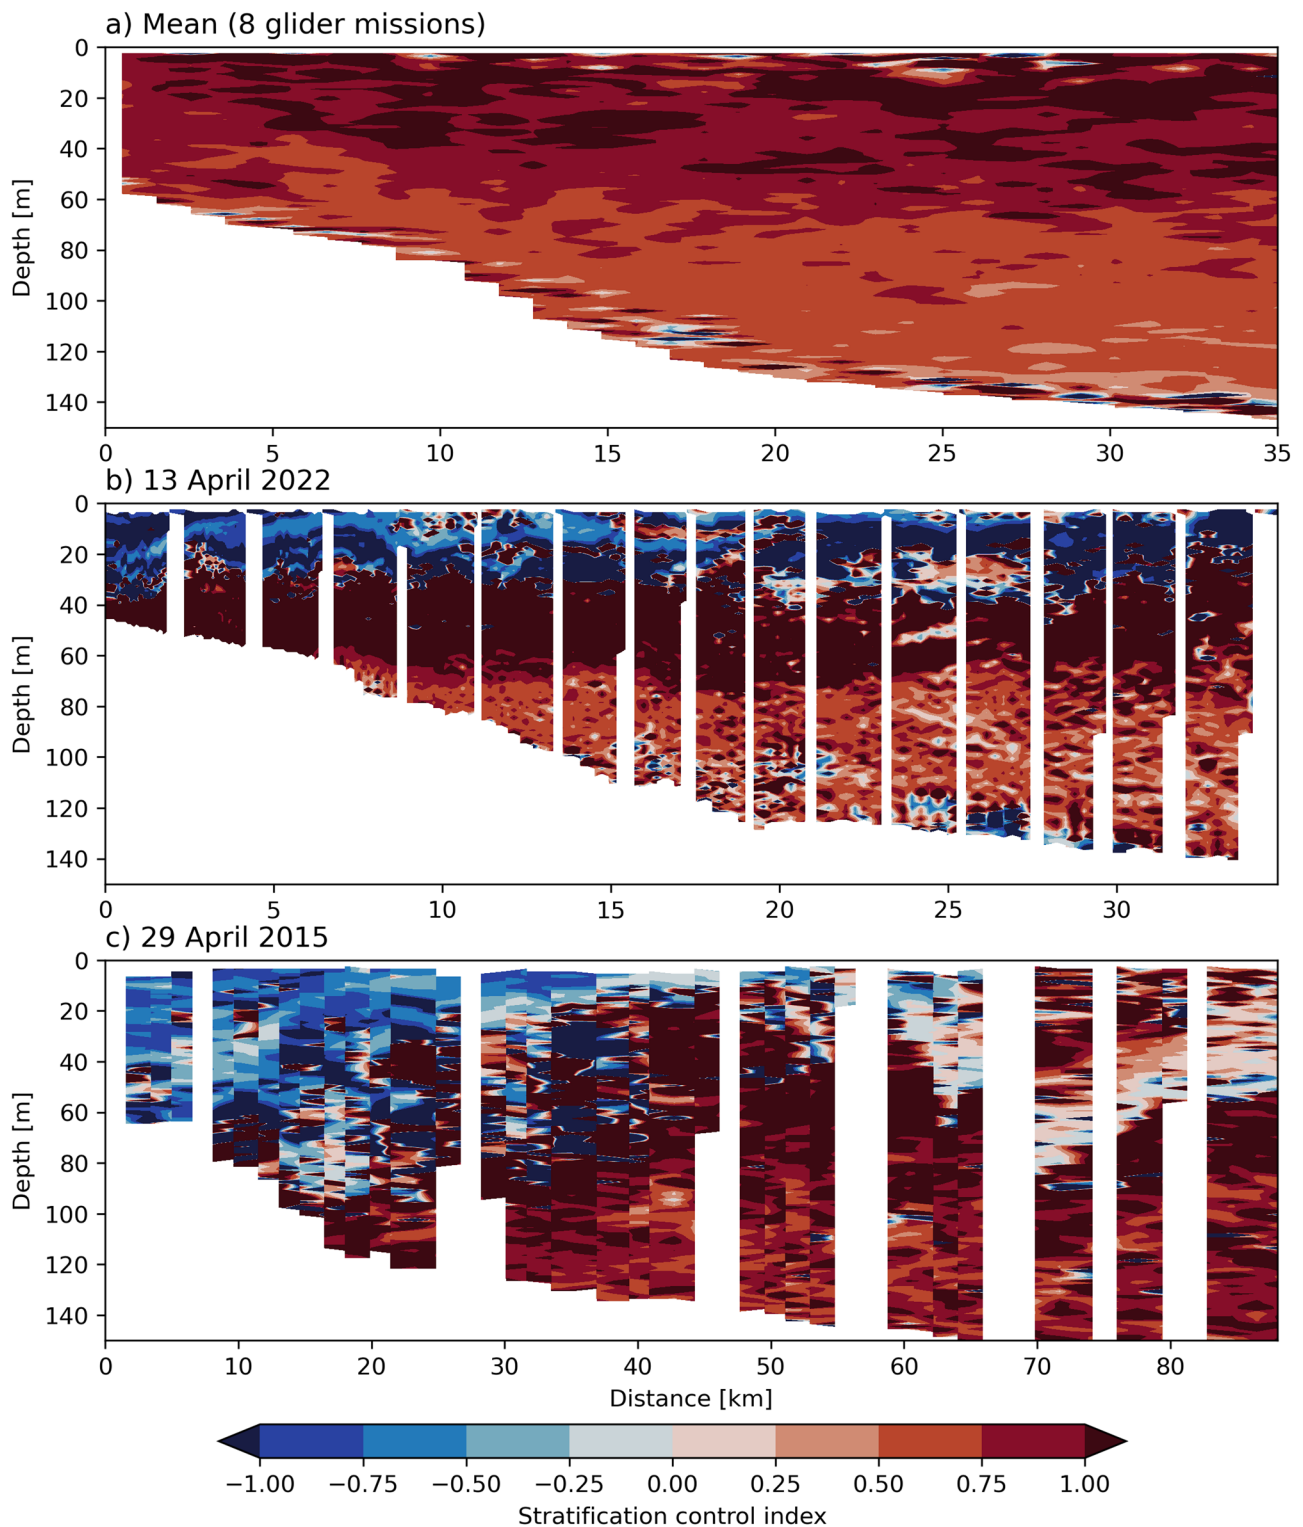 a) Mean (8 glider missions)
0
20
40
60
80
100
120
140
Depth [m]
0 5 10 15 20 25 30 35
b) 13 April 2022
0
20
40
60
80
100
120
140
Depth [m]
0 5 10 15 20 25 30
c) 29 April 2015
0
20
40
60
80
100
120
140
Depth [m]
0 10 20 30 40 50 60 70 80
Distance [km]
−1.00 −0.75 −0.50 −0.25 0.00 0.25 0.50 0.75 1.00
Stratification control index